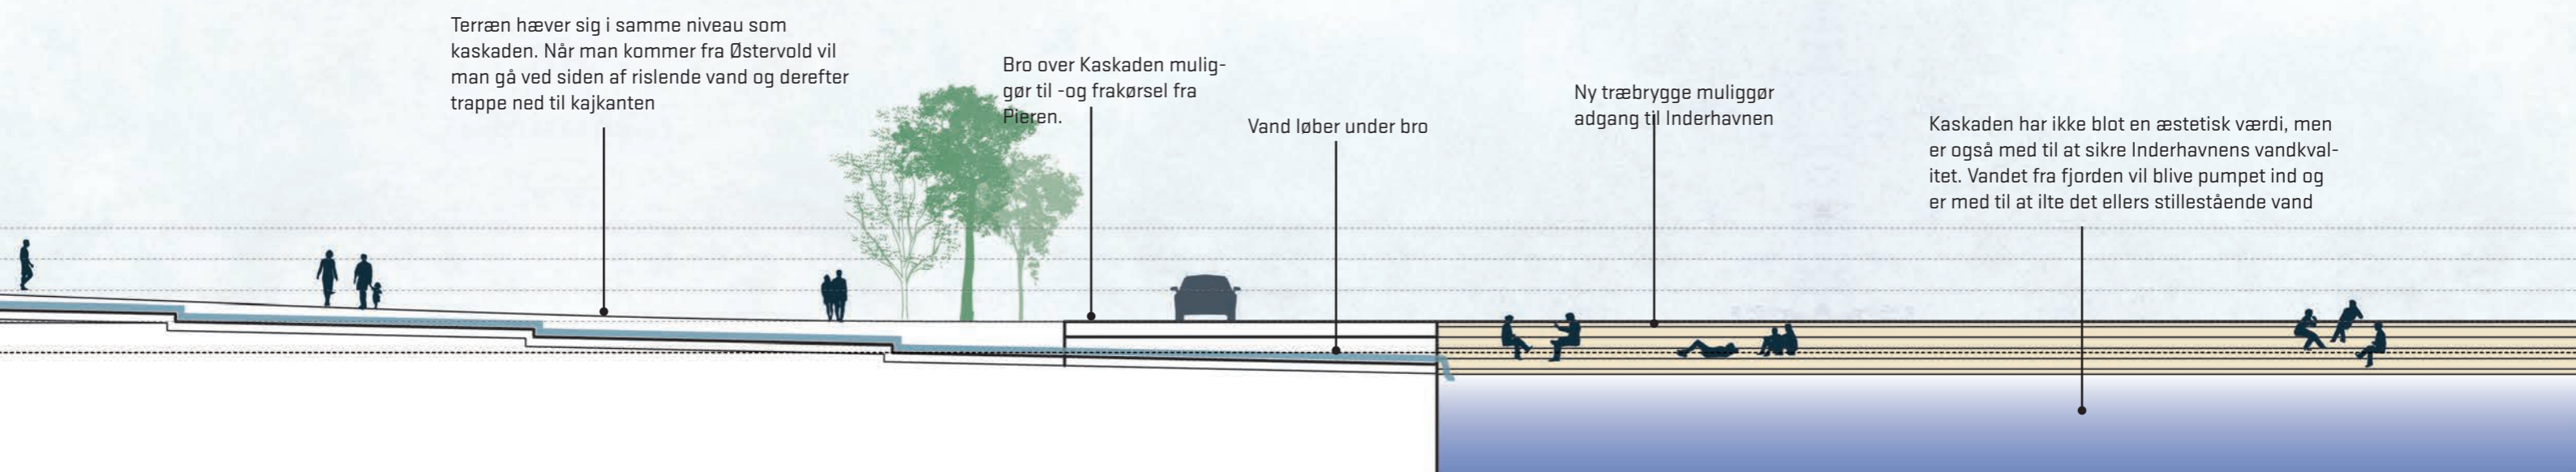 Terræn hæver sig i samme niveau som
kaskaden. Når man kommer fra Østervold vil
man gå ved siden af rislende vand og derefter
trappe ned til kajkanten
Bro over Kaskaden mulig-
gør til -og frakørsel fra
Pieren.
Vand løber under bro
Ny træbrygge muliggør
adgang til Inderhavnen
Kaskaden har ikke blot en æstetisk værdi, men
er også med til at sikre Inderhavnens vandkval-
itet. Vandet fra fjorden vil blive pumpet ind og
er med til at ilte det ellers stillestående vand